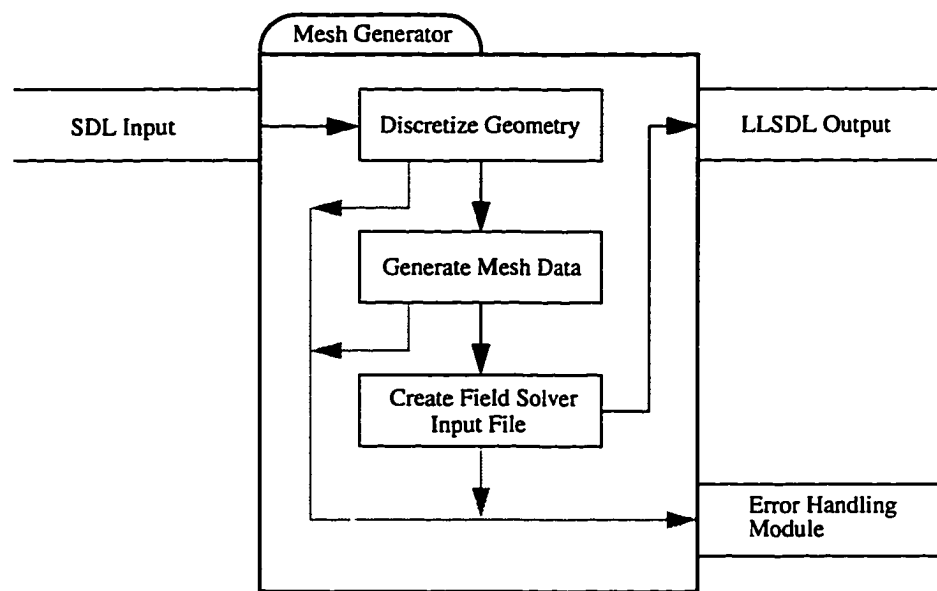 Mesh Generator
SDL Input
Discretize Geometry
LLSDL Output
Generate Mesh Data
Create Field Solver
Input File
Error Handling
Module